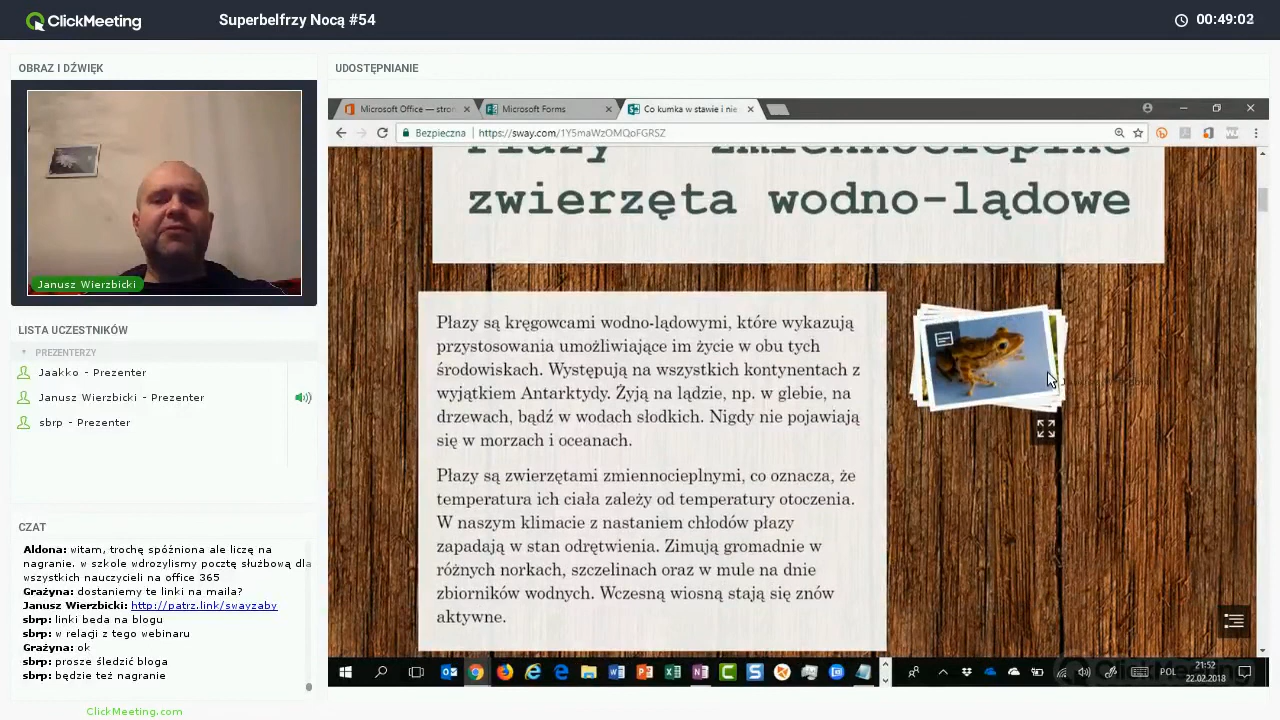 ClickMeeting
Superbelfrzy Nocą #54
00:49:02
OBRAZ I DŹWIĘK
Janusz Wierzbicki
LISTA UCZESTNIKÓW
PREZENTERZY
Jaakko - Prezenter
Janusz Wierzbicki - Prezenter
sbrp - Prezenter
CZAT
Aldona: witam, trochę spóźniona ale liczę na
nagranie. w szkole wdrozylismy pocztę służbową dla
wszystkich nauczycieli na office 365
Grażyna: dostaniemy te linki na maila?
Janusz Wierzbicki: http://patrz.link/swayzaby
sbrp: linki beda na blogu
sbrp: w relacji z tego webinaru
Grażyna: ok
sbrp: prosze śledzić bloga
sbrp: będzie też nagranie
ClickMeeting.com
UDOSTĘPNIANIE
Microsoft Office — stron
Microsoft Forms
Co kumka w stawie i nie
Bezpieczna
https://sway.com/1Y5maWzOMQoFGRSZ
Płazy - zmiennocieplne
zwierzęta wodno-lądowe
Płazy są kręgowcami wodno-lądowymi, które wykazują
przystosowania umożliwiające im życie w obu tych
środowiskach. Występują na wszystkich kontynentach z
wyjątkiem Antarktydy. Żyją na lądzie, np. w glebie, na
drzewach, bądź w wodach słodkich. Nigdy nie pojawiają
się w morzach i oceanach.
Płazy są zwierzętami zmiennocieplnymi, co oznacza, że
temperatura ich ciała zależy od temperatury otoczenia.
W naszym klimacie z nastaniem chłodów płazy
zapadają w stan odrętwienia. Zimują gromadnie w
różnych norkach, szczelinach oraz w mule na dnie
zbiorników wodnych. Wczesną wiosną stają się znów
aktywne.
POL
21:52
22.02.2018
ClickMeeting